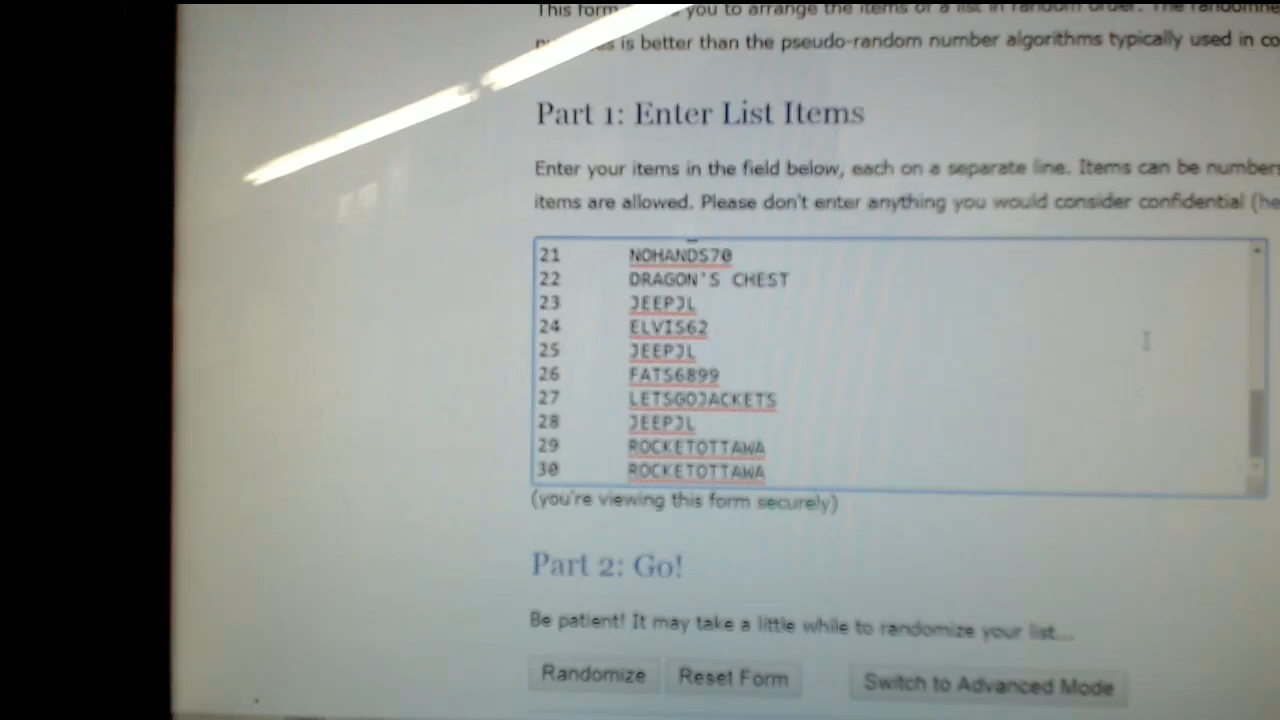 This form you to arrange the items of a list in random order. The
is better than the pseudo-random number algorithms typically used in
Part 1: Enter List Items
Enter your items in the field below, each on a separate line. Items can be
items are allowed. Please don't enter anything you would consider confidential
21 NOHANDS70
22 DRAGON'S CHEST
23 JEEPJL
24 ELVIS62
25 JEEPJL
26 FATS6899
27 LETSGOJACKETS
28 JEEPJL
29 ROCKETOTTAWA
30 ROCKETOTTAWA
(you're viewing this form securely)
Part 2: Go!
Be patient! It may take a little while to randomize your list...
Randomize Reset Form Switch to Advanced Mode